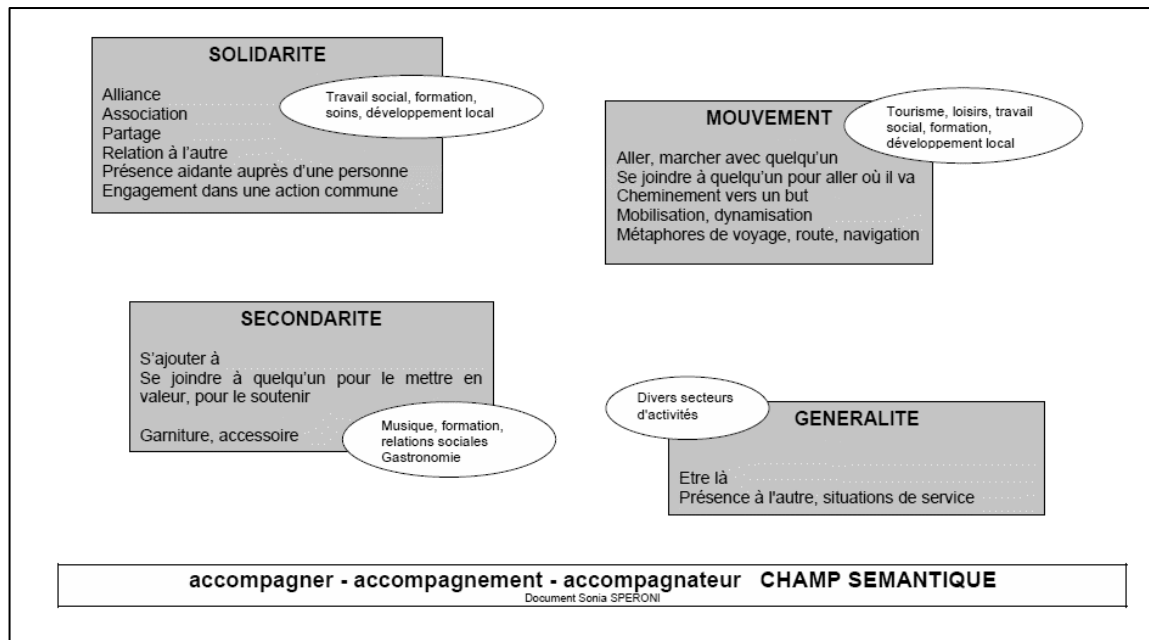 SOLIDARITE
Alliance
Association
Partage
Relation à l'autre
Présence aidante auprès d'une personne
Engagement dans une action commune
Travail social, formation,
soins, développement local
MOUVEMENT
Aller, marcher avec quelqu'un
Se joindre à quelqu'un pour aller où il va
Cheminement vers un but
Mobilisation, dynamisation
Métaphores de voyage, route, navigation
Tourisme, loisirs, travail
social, formation,
développement local
SECONDARITE
S'ajouter à
Se joindre à quelqu'un pour le mettre en
valeur, pour le soutenir
Garniture, accessoire
Musique, formation,
relations sociales
Gastronomie
Divers secteurs
d'activités
GENERALITE
Etre là
Présence à l'autre, situations de service
accompagner - accompagnement - accompagnateur CHAMP SEMANTIQUE
Document Sonia SPERONI